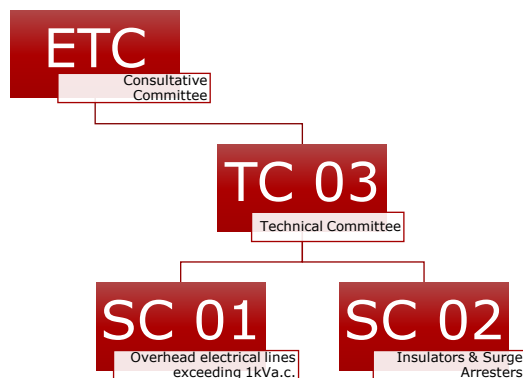 ETC
Consultative
Committee
TC 03
Technical Committee
SC 01
Overhead electrical lines
exceeding 1kVa.c.
SC 02
Insulators & Surge
Arresters